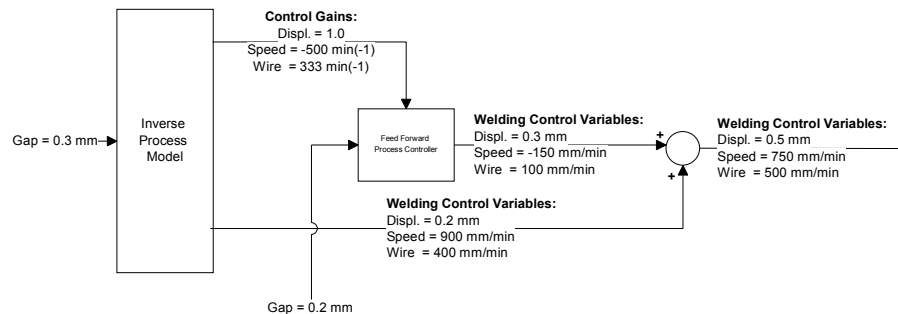 Control Gains:
Displ. = 1.0
Speed = -500 min(-1)
Wire  = 333 min(-1)
Inverse
Process
Model
Gap = 0.3 mm
Feed Forward
Process Controller
Welding Control Variables:
Displ. = 0.3 mm
Speed = -150 mm/min
Wire = 100 mm/min
+
+
Welding Control Variables:
Displ. = 0.5 mm
Speed = 750 mm/min
Wire = 500 mm/min
Welding Control Variables:
Displ. = 0.2 mm
Speed = 900 mm/min
Wire  = 400 mm/min
Gap = 0.2 mm